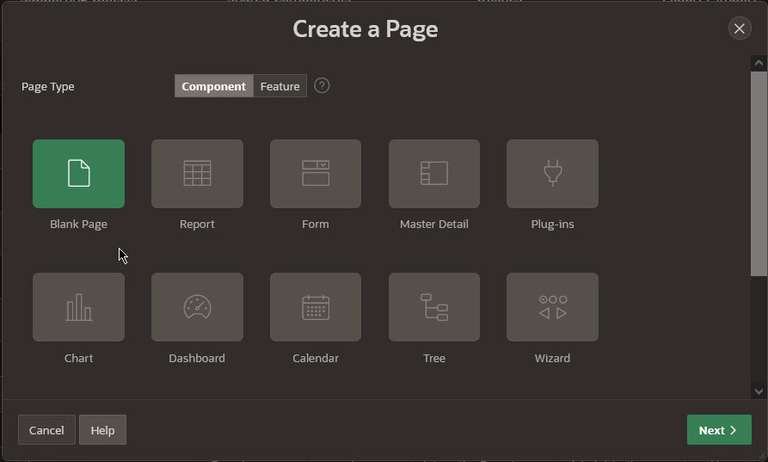 Create a Page
Page Type Component Feature ?
Blank Page Report Form Master Detail Plug-ins
Chart Dashboard Calendar Tree Wizard
Cancel Help Next